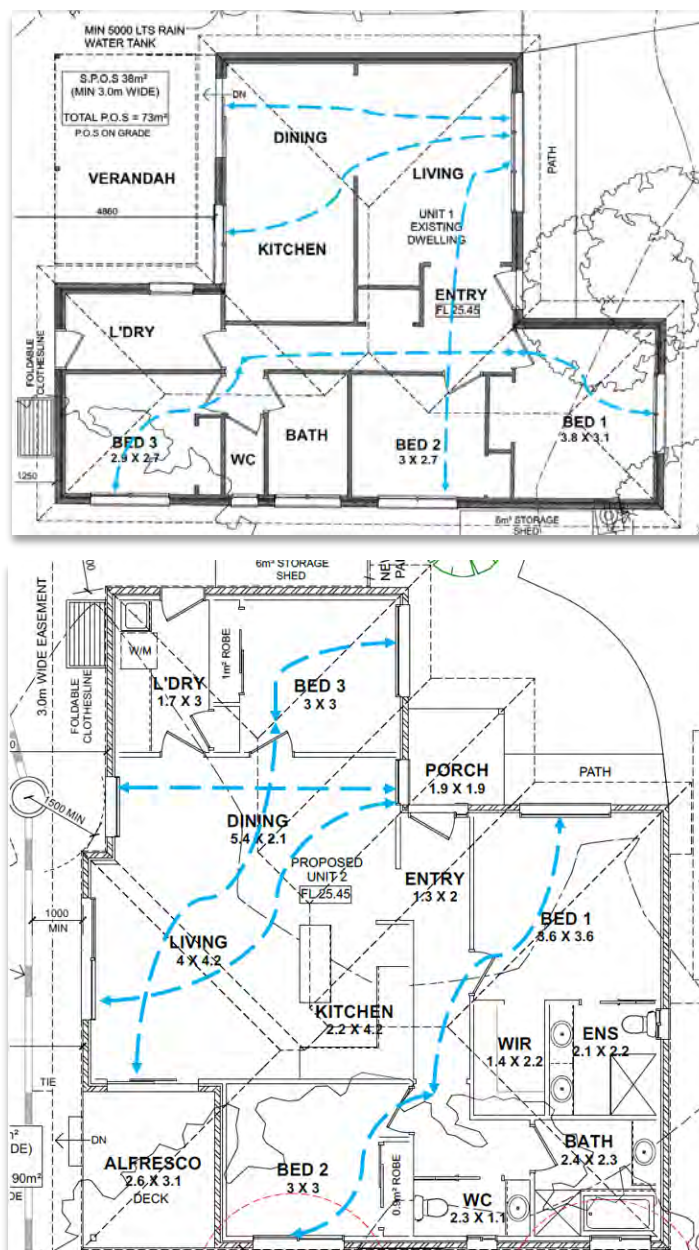 MIN 5000 LTS RAIN
WATER TANK
S.P.O.S 38m²
(MIN 3.0m WIDE)
TOTAL P.O.S = 73m²
P.O.S ON GRADE
DN
VERANDAH
4860
DINING
LIVING
PATH
UNIT 1
EXISTING
DWELLING
KITCHEN
ENTRY
FL 25.45
L'DRY
FOLDABLE
CLOTHESLINE
BED 3
2.9 X 2.7
WC
BATH
BED 2
3 X 2.7
BED 1
3.8 X 3.1
1250
6m³ STORAGE
SHED
6m³ STORAGE
SHED
3.0m WIDE EASEMENT
FOLDABLE
CLOTHESLINE
W/M
L'DRY
1.7 X 3
1m² ROBE
BED 3
3 X 3
PORCH
1.9 X 1.9
PATH
1500 MIN
DINING
5.4 X 2.1
PROPOSED
UNIT 2
FL 25.45
ENTRY
1.3 X 2
1000
MIN
LIVING
4 X 4.2
BED 1
3.6 X 3.6
KITCHEN
2.2 X 4.2
WIR
1.4 X 2.2
ENS
2.1 X 2.2
TIE
DN
ALFRESCO
2.6 X 3.1
DECK
BED 2
3 X 3
0.9m² ROBE
BATH
2.4 X 2.3
WC
2.3 X 1.1
DE)
90m²